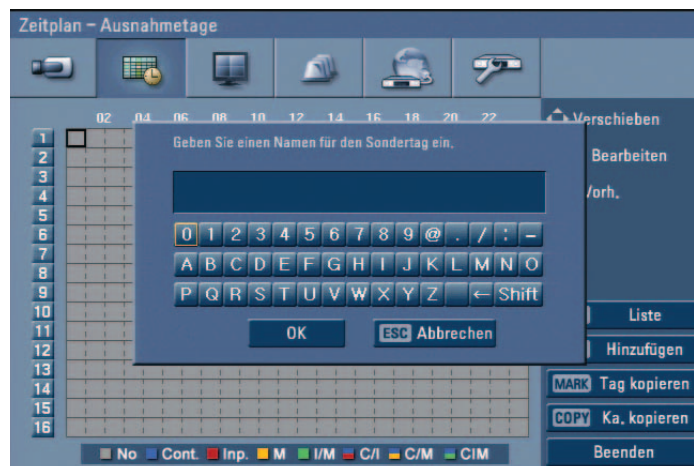 Zeitplan – Ausnahmetage
02 04 06 08 10 12 14 16 18 20 22
Verschieben
Bearbeiten
Vorh.
1
2
3
4
5
6
7
8
9
10
11
12
13
14
15
16
Geben Sie einen Namen für den Sondertag ein.
0 1 2 3 4 5 6 7 8 9 @ . / : –
A B C D E F G H I J K L M N O
P Q R S T U V W X Y Z ← Shift
OK
ESC Abbrechen
Liste
Hinzufügen
MARK Tag kopieren
COPY Ka. kopieren
Beenden
No Cont. Inp. M I/M C/I C/M CIM